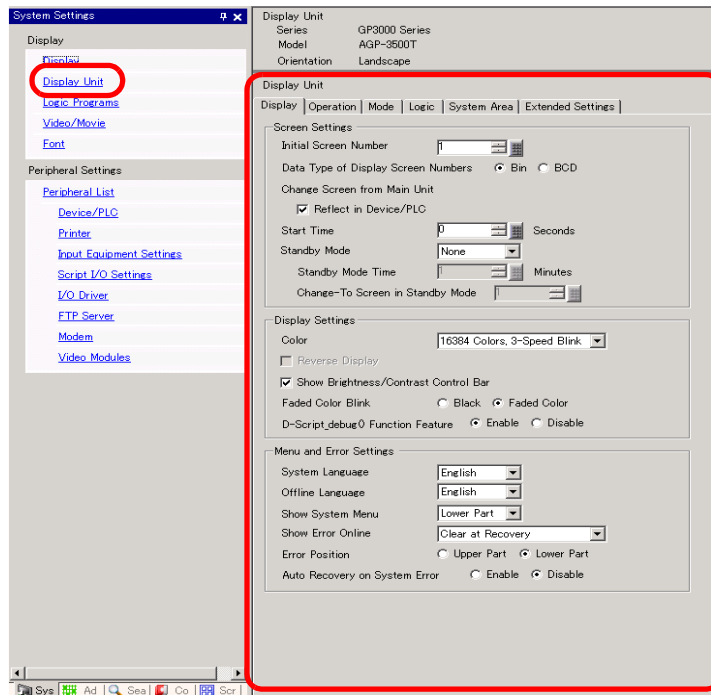 System Settings
Display
Display
Display Unit
Logic Programs
Video/Movie
Font
Peripheral Settings
Peripheral List
Device/PLC
Printer
Input Equipment Settings
Script I/O Settings
I/O Driver
FTP Server
Modem
Video Modules
Sys Ad Sea Co Scr
Display Unit
Series GP3000 Series
Model AGP-3500T
Orientation Landscape
Display Unit
Display Operation Mode Logic System Area Extended Settings
Screen Settings
Initial Screen Number 1
Data Type of Display Screen Numbers Bin BCD
Change Screen from Main Unit
Reflect in Device/PLC
Start Time 0 Seconds
Standby Mode None
Standby Mode Time 1 Minutes
Change-To Screen in Standby Mode 1
Display Settings
Color 16384 Colors, 3-Speed Blink
Reverse Display
Show Brightness/Contrast Control Bar
Faded Color Blink Black Faded Color
D-Script_debug() Function Feature Enable Disable
Menu and Error Settings
System Language English
Offline Language English
Show System Menu Lower Part
Show Error Online Clear at Recovery
Error Position Upper Part Lower Part
Auto Recovery on System Error Enable Disable